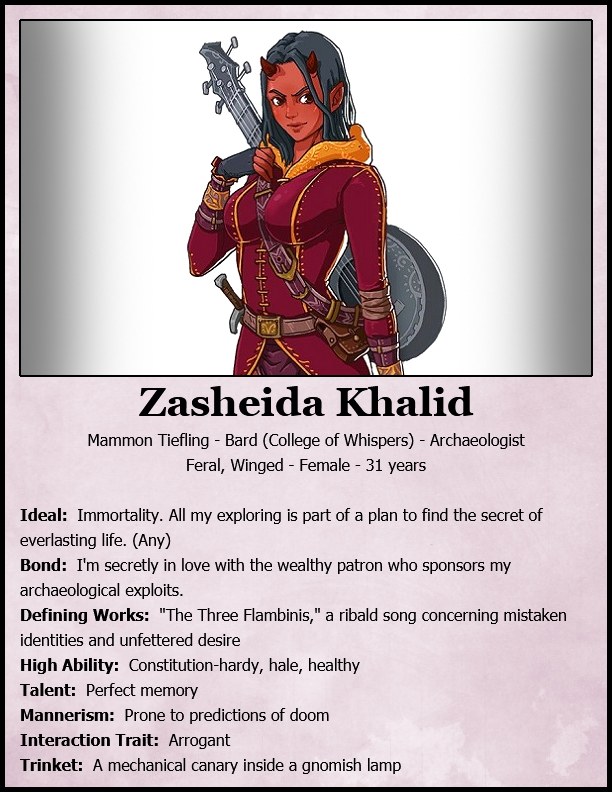 Zasheida Khalid
Mammon Tiefling - Bard (College of Whispers) - Archaeologist
Feral, Winged - Female - 31 years
Ideal:  Immortality. All my exploring is part of a plan to find the secret of
everlasting life. (Any)
Bond:  I'm secretly in love with the wealthy patron who sponsors my
archaeological exploits.
Defining Works:  "The Three Flambinis," a ribald song concerning mistaken
identities and unfettered desire
High Ability:  Constitution-hardy, hale, healthy
Talent:  Perfect memory
Mannerism:  Prone to predictions of doom
Interaction Trait:  Arrogant
Trinket:  A mechanical canary inside a gnomish lamp